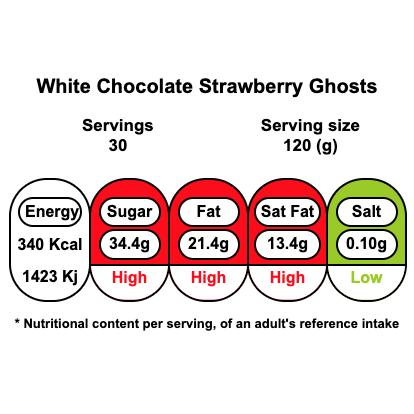 White Chocolate Strawberry Ghosts
Servings
30
Serving size
120 (g)
Energy
340 Kcal
1423 Kj
Sugar
34.4g
High
Fat
21.4g
High
Sat Fat
13.4g
High
Salt
0.10g
Low
* Nutritional content per serving, of an adult's reference intake